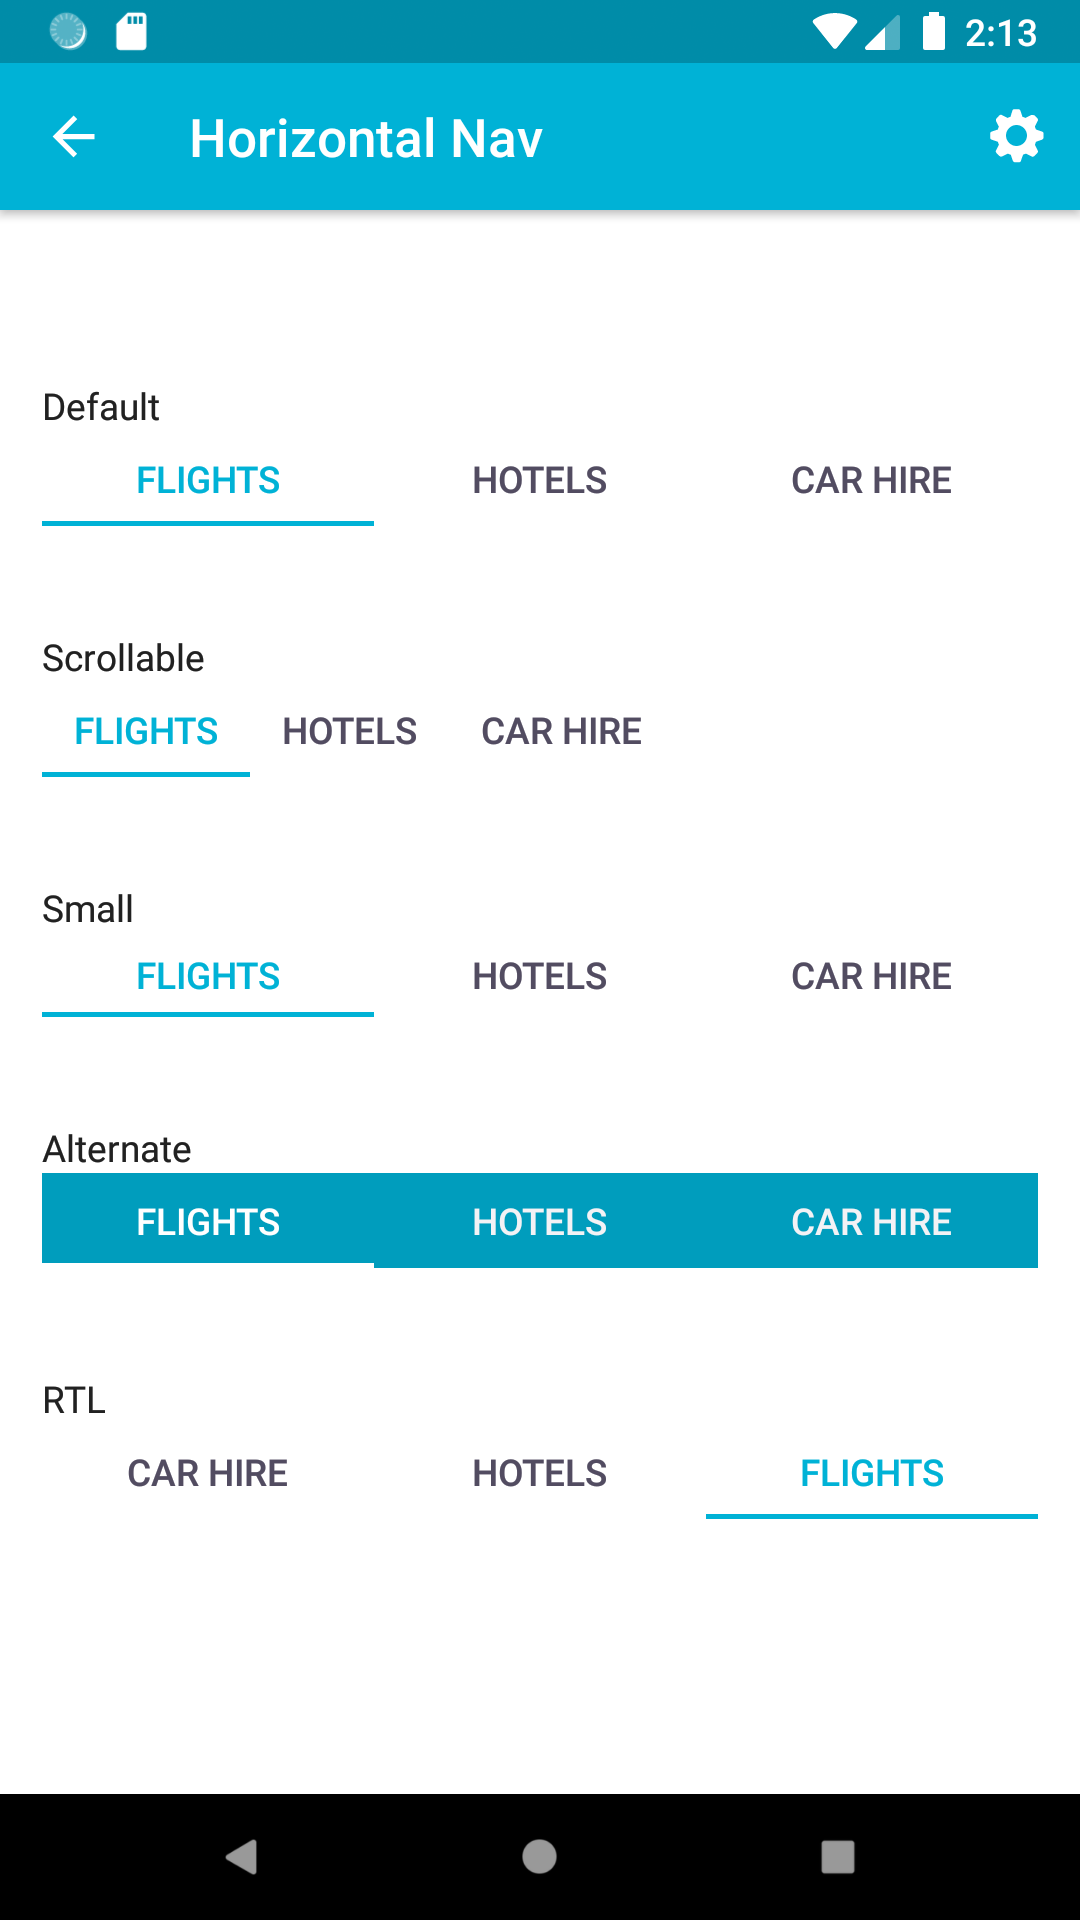 2:13
Horizontal Nav
Default
FLIGHTS HOTELS CAR HIRE
Scrollable
FLIGHTS HOTELS CAR HIRE
Small
FLIGHTS HOTELS CAR HIRE
Alternate
FLIGHTS HOTELS CAR HIRE
RTL
CAR HIRE HOTELS FLIGHTS